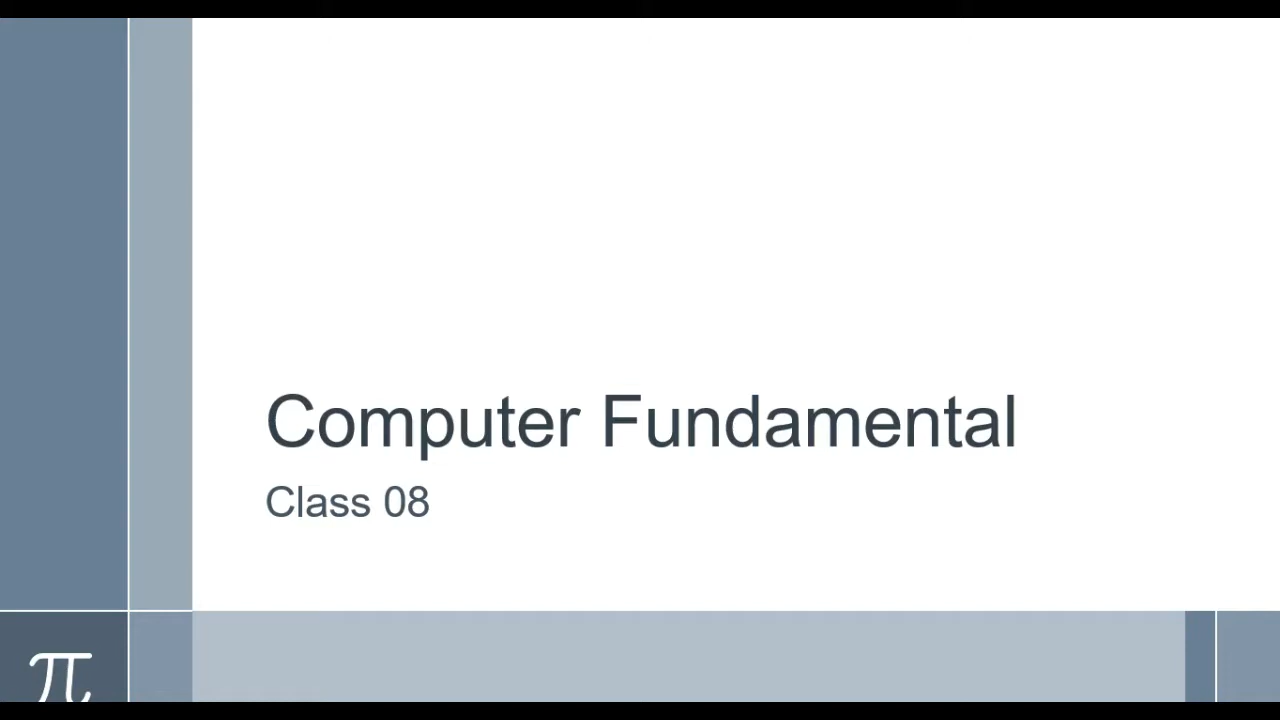 Computer Fundamental
Class 08
π